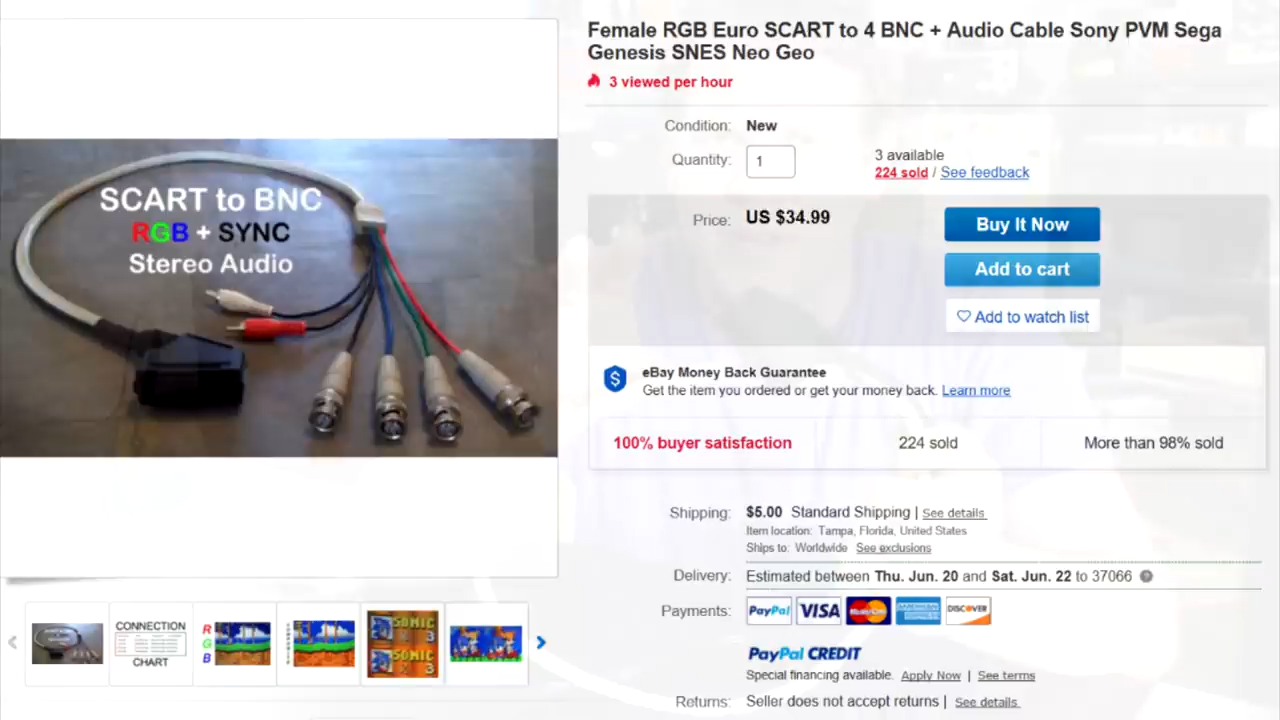 Female RGB Euro SCART to 4 BNC + Audio Cable Sony PVM Sega
Genesis SNES Neo Geo
3 viewed per hour
Condition: New
Quantity: 1
3 available
224 sold / See feedback
Price: US $34.99
Buy It Now
Add to cart
Add to watch list
SCART to BNC
RGB + SYNC
Stereo Audio
eBay Money Back Guarantee
Get the item you ordered or get your money back. Learn more
100% buyer satisfaction 224 sold More than 98% sold
Shipping: $5.00 Standard Shipping | See details
Item location: Tampa, Florida, United States
Ships to: Worldwide See exclusions
Delivery: Estimated between Thu. Jun. 20 and Sat. Jun. 22 to 37066
Payments: PayPal VISA MasterCard AMERICAN EXPRESS DISCOVER
PayPal CREDIT
Special financing available. Apply Now | See terms
Returns: Seller does not accept returns | See details
CONNECTION
CHART
R
G
B
SONIC
3
SONIC
3